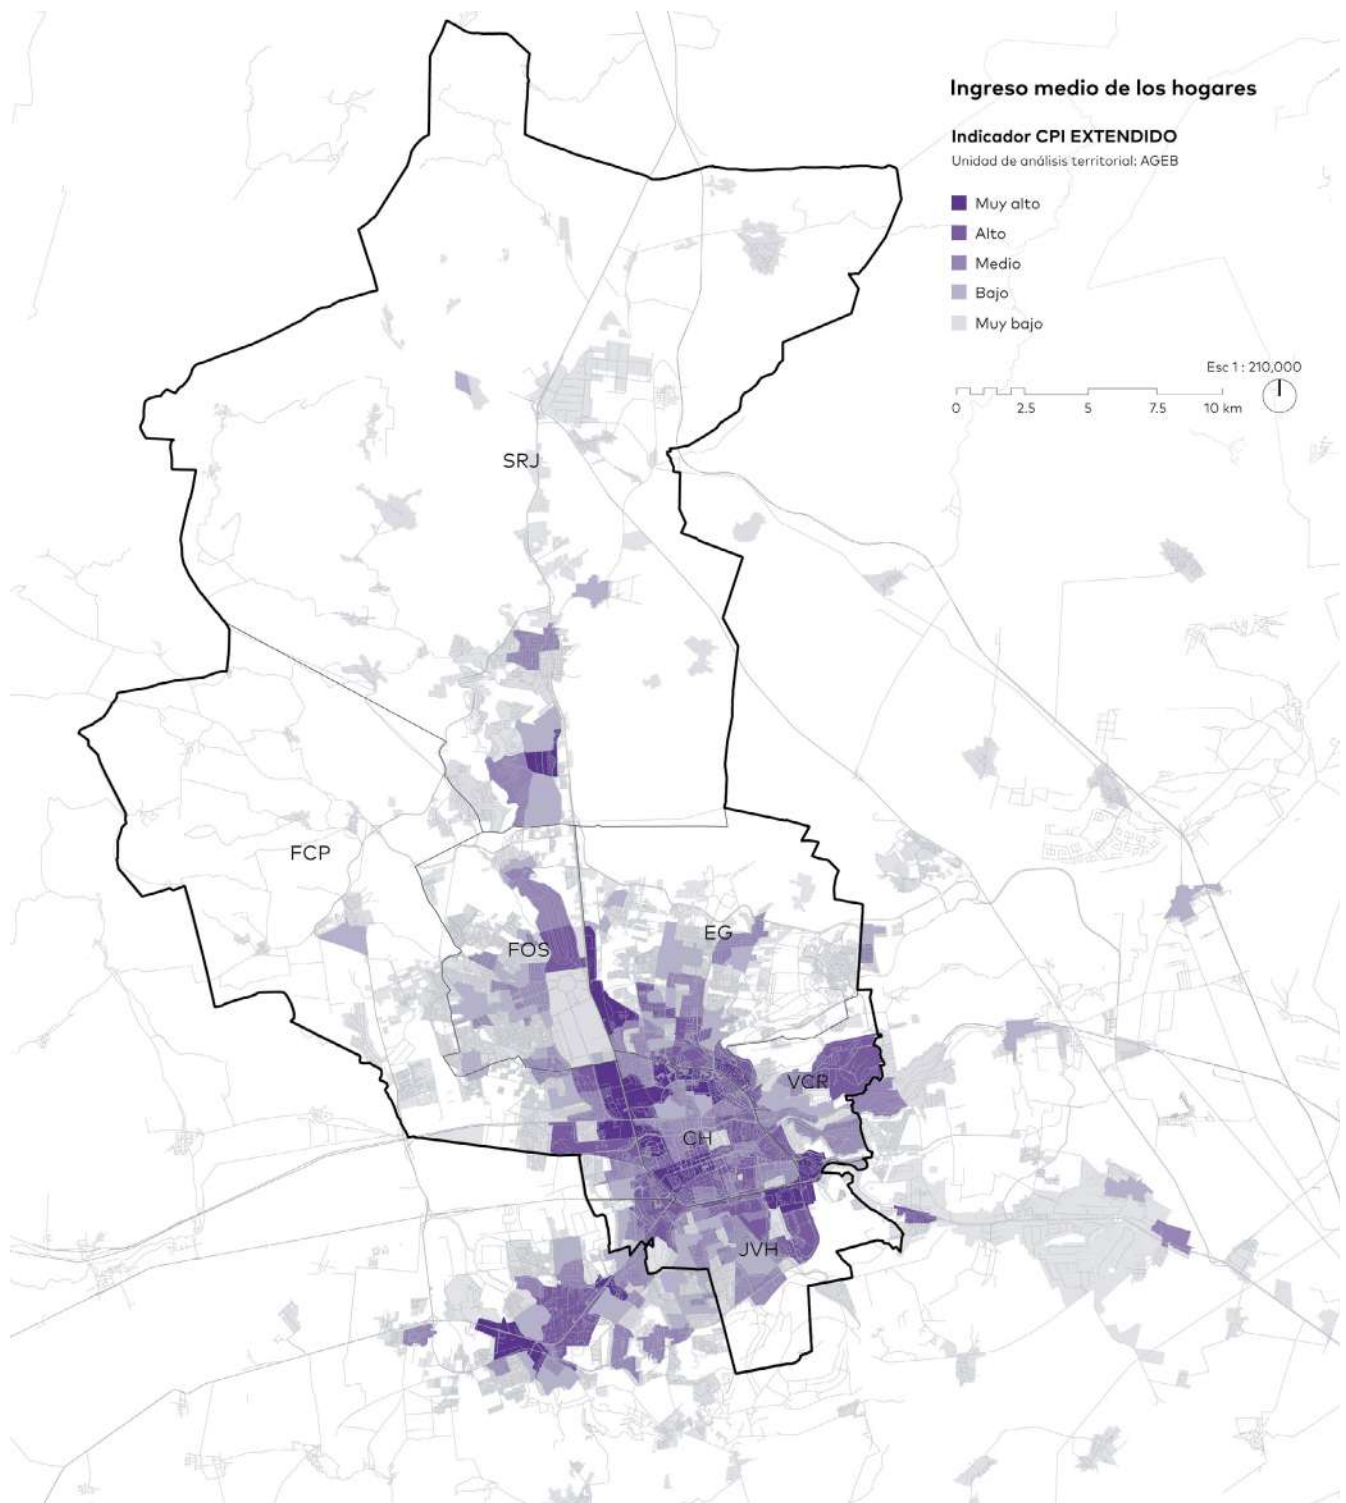 Ingreso medio de los hogares
Indicador CPI EXTENDIDO
Unidad de análisis territorial: AGEB
Muy alto
Alto
Medio
Bajo
Muy bajo
Esc 1 : 210,000
0 2.5 5 7.5 10 km
SRJ
FCP
FOS
EG
VCR
CH
JVH